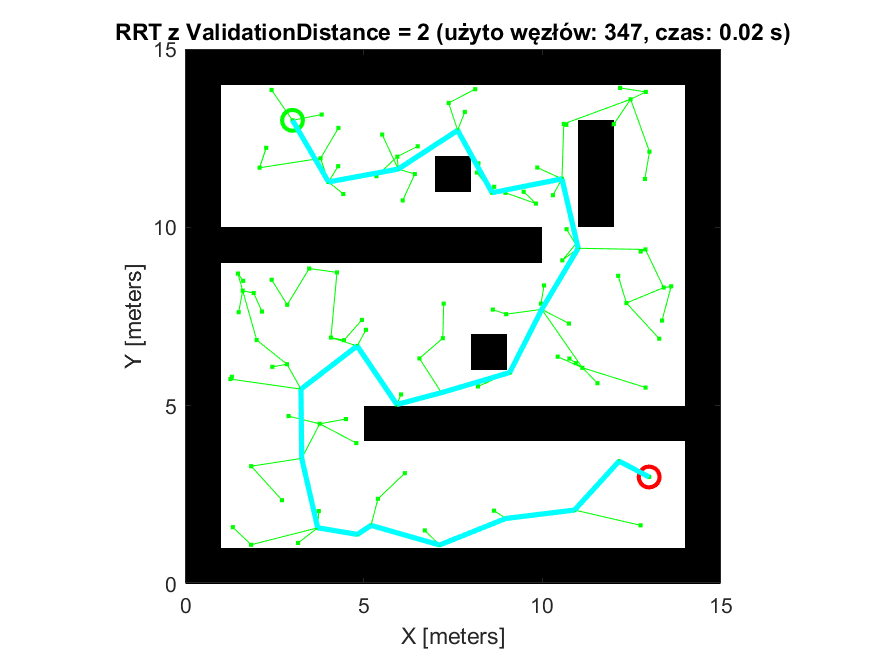 RRT z ValidationDistance = 2 (użyto węzłów: 347, czas: 0.02 s)
15
10
5
0
Y [meters]
0 5 10 15
X [meters]